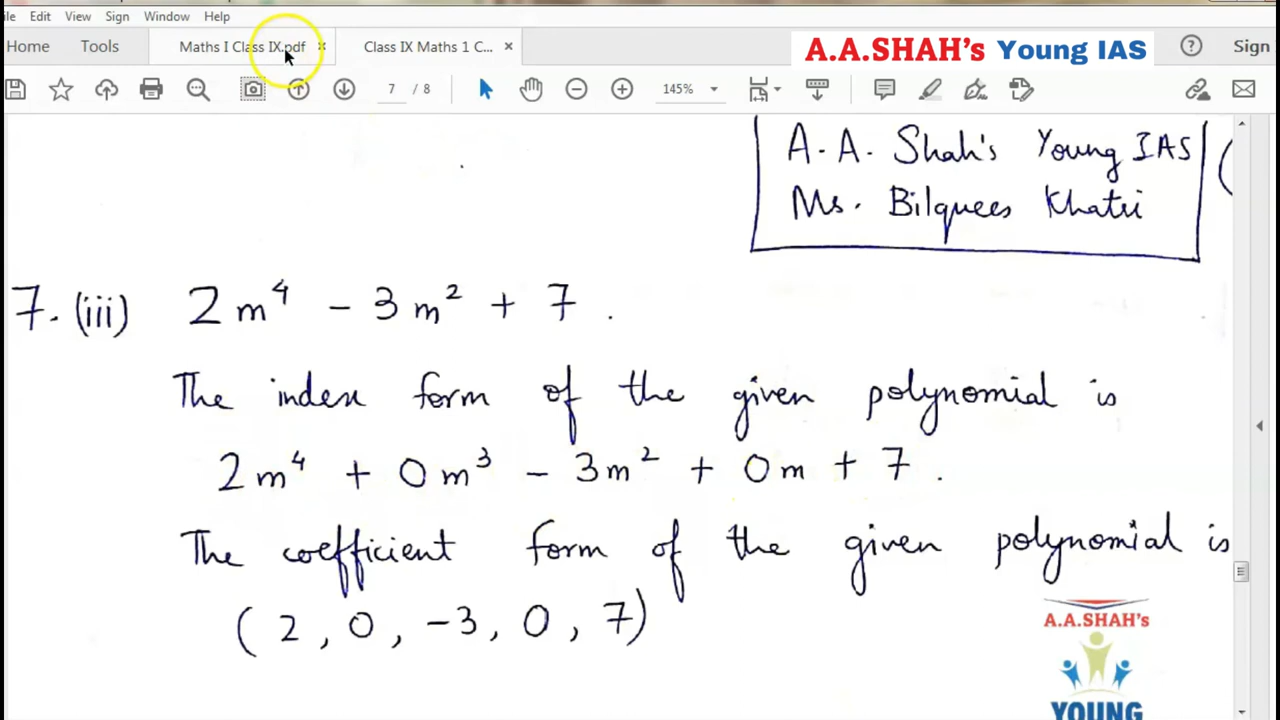 ile Edit View Sign Window Help
Home Tools Maths I Class IX.pdf × Class IX Maths 1 C... × A.A.SHAH's Young IAS ? Sign
7 / 8 145%
A.A. Shah's Young IAS
Ms. Bilquees Khatri
7. (iii) 2m⁴ - 3m² + 7 .
The index form of the given polynomial is
2m⁴ + 0m³ - 3m² + 0m + 7 .
The coefficient form of the given polynomial is
(2, 0, -3, 0, 7)
A.A.SHAH's
YOUNG